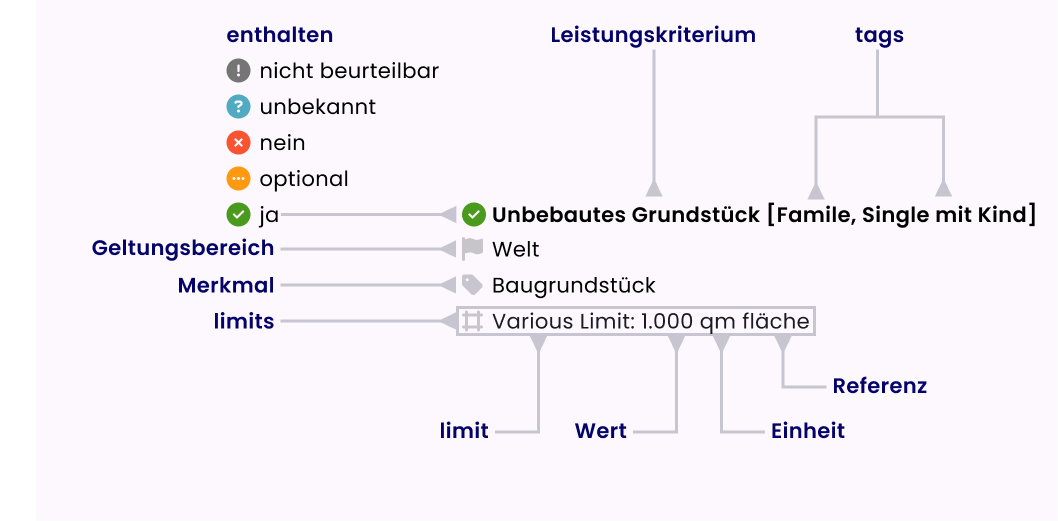 enthalten
Leistungskriterium
tags
nicht beurteilbar
unbekannt
nein
optional
ja
Unbebautes Grundstück [Famile, Single mit Kind]
Geltungsbereich
Welt
Merkmal
Baugrundstück
limits
Various Limit: 1.000 qm fläche
Referenz
limit
Wert
Einheit